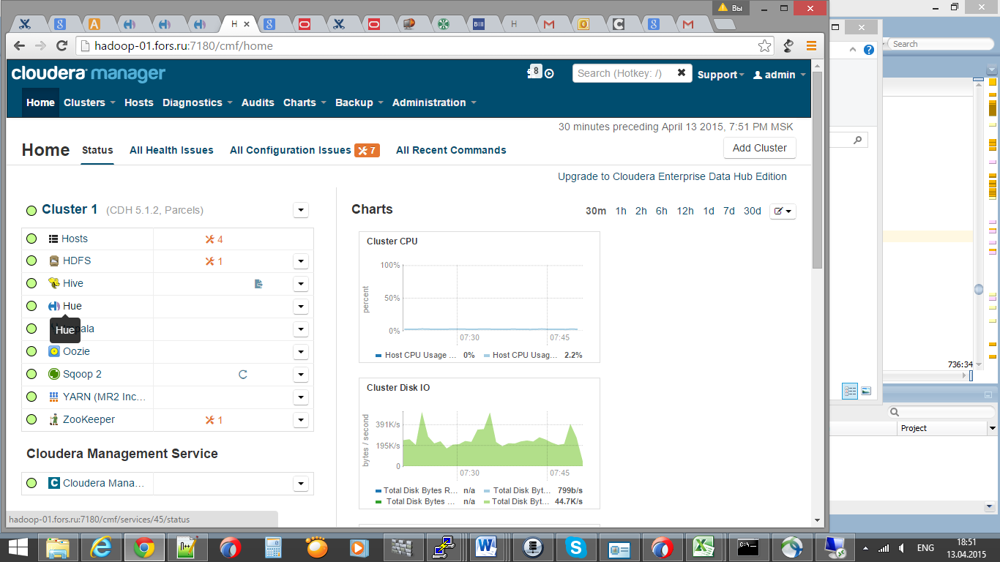 Вы
H
hadoop-01.fors.ru:7180/cmf/home
Search
cloudera manager
8
Search (Hotkey: /)
Support
admin
Home Clusters Hosts Diagnostics Audits Charts Backup Administration
30 minutes preceding April 13 2015, 7:51 PM MSK
Home Status All Health Issues All Configuration Issues 7 All Recent Commands
Add Cluster
Upgrade to Cloudera Enterprise Data Hub Edition
Cluster 1 (CDH 5.1.2, Parcels)
Hosts 4
HDFS 1
Hive
Hue
Hue
pala
Oozie
Sqoop 2
YARN (MR2 Inc...
ZooKeeper 1
Cloudera Management Service
Cloudera Mana...
Charts
30m 1h 2h 6h 12h 1d 7d 30d
Cluster CPU
percent
100%
50%
0%
07:30 07:45
Host CPU Usage ... 0% Host CPU Usag... 2.2%
Cluster Disk IO
bytes / second
391K/s
195K/s
0
07:30 07:45
Total Disk Bytes R... n/a Total Disk Byt... 799b/s
Total Disk Bytes ... n/a Total Disk Byt... 44.7K/s
736:34
Project
hadoop-01.fors.ru:7180/cmf/services/45/status
ENG
18:51
13.04.2015